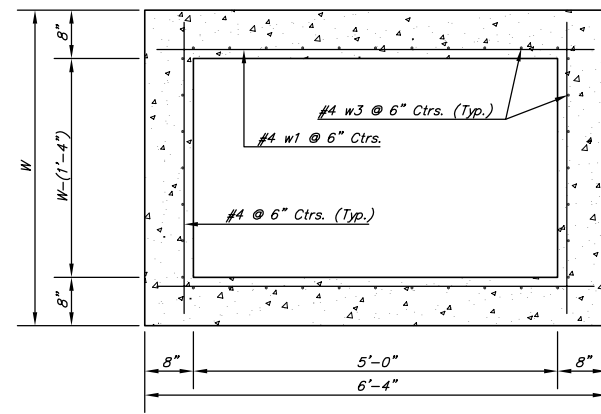 8"
#4 w3 @ 6" Ctrs. (Typ.)
#4 w1 @ 6" Ctrs.
W
W-(1'-4")
#4 @ 6" Ctrs. (Typ.)
8"
8"
5'-0"
8"
6'-4"